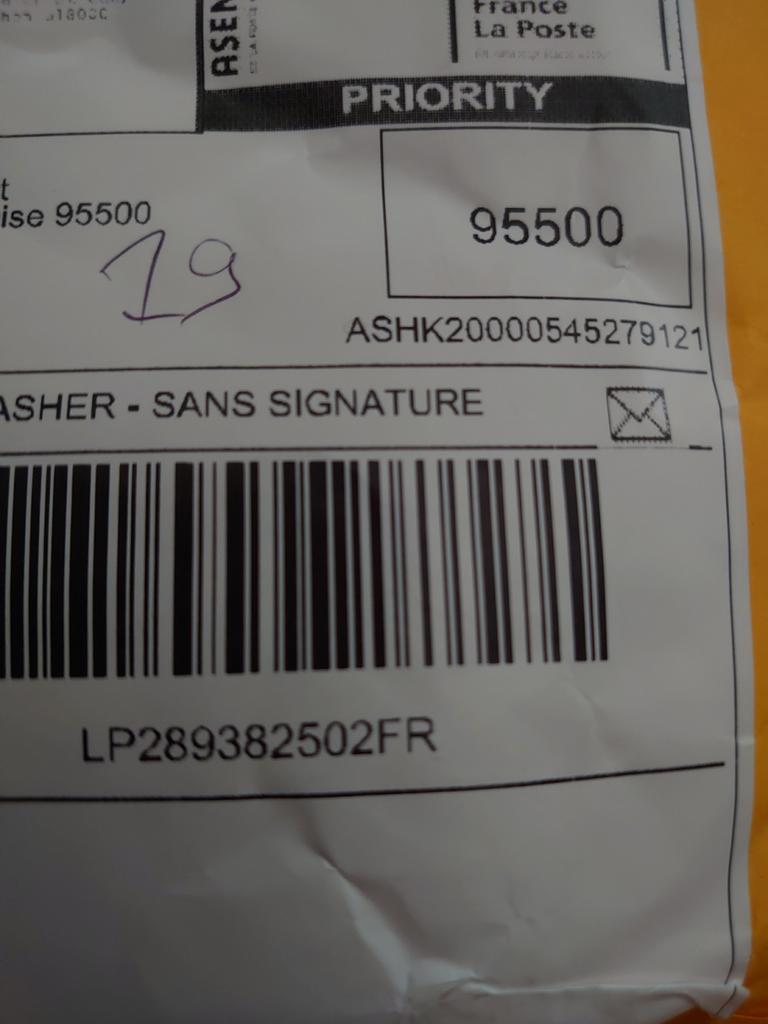 France
La Poste
ASEN
PRIORITY
ise 95500
95500
19
ASHK20000545279121
ASHER - SANS SIGNATURE
LP289382502FR